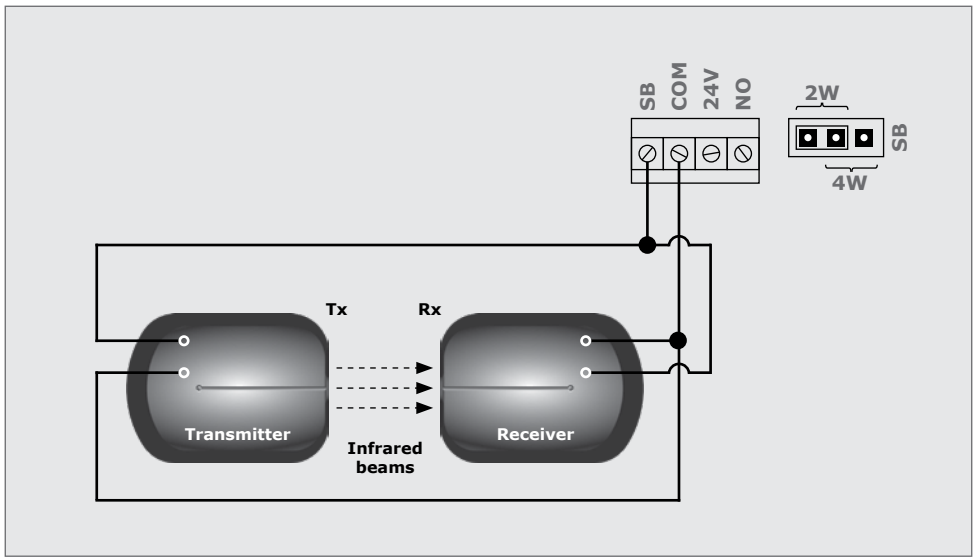 SB
COM
24V
NO
2W
SB
4W
Tx
Rx
Transmitter
Receiver
Infrared
beams